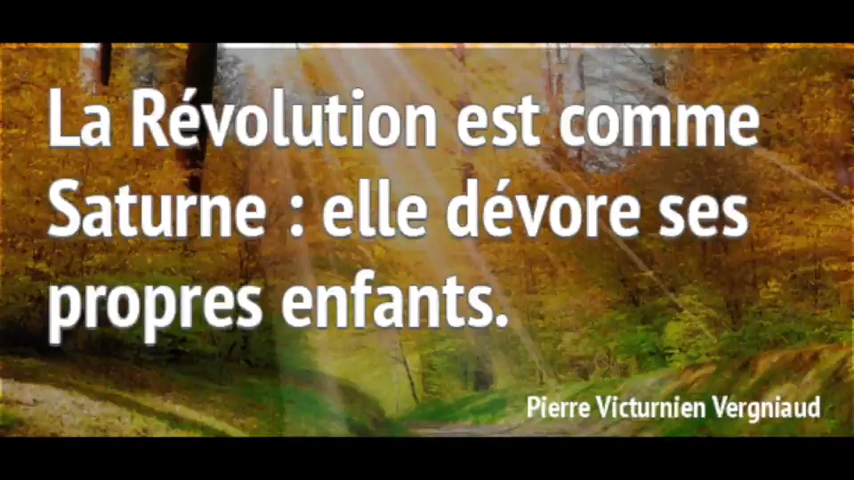 La Révolution est comme
Saturne : elle dévore ses
propres enfants.
Pierre Victurnien Vergniaud